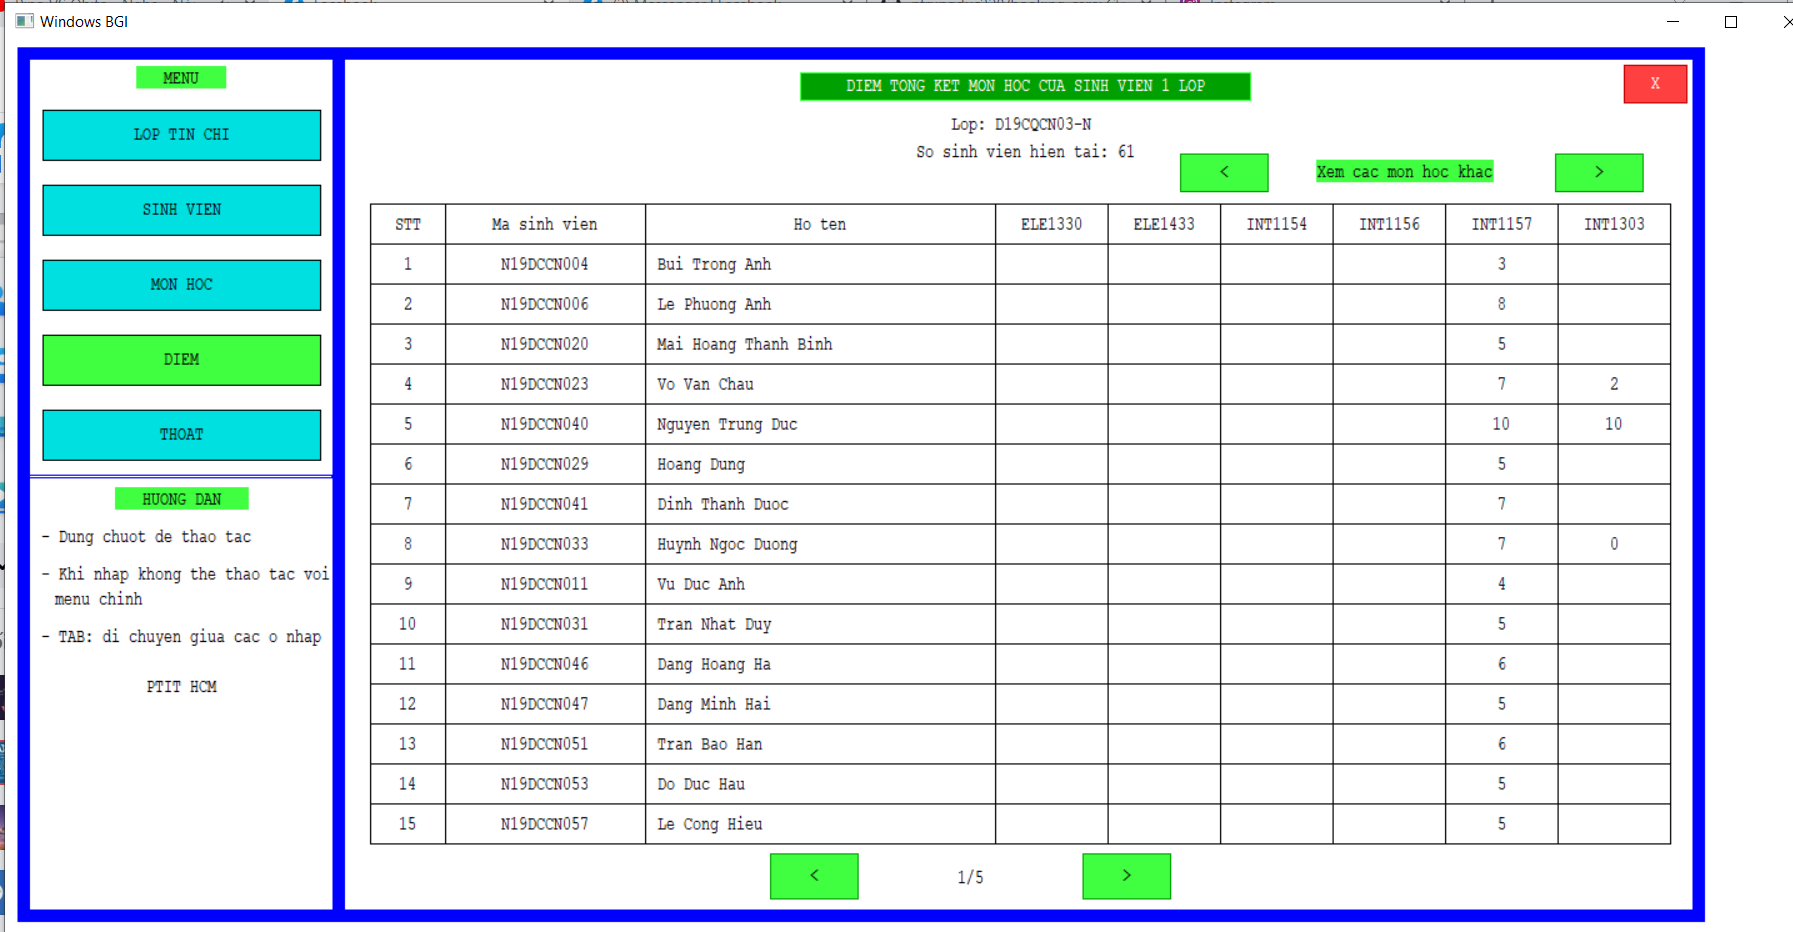 Windows BGI
MENU
LOP TIN CHI
SINH VIEN
MON HOC
DIEM
THOAT
HUONG DAN
- Dung chuot de thao tac
- Khi nhap khong the thao tac voi
menu chinh
- TAB: di chuyen giua cac o nhap
PTIT HCM
DIEM TONG KET MON HOC CUA SINH VIEN 1 LOP
X
Lop: D19CQCN03-N
So sinh vien hien tai: 61
< Xem cac mon hoc khac >
STT Ma sinh vien Ho ten ELE1330 ELE1433 INT1154 INT1156 INT1157 INT1303
1 N19DCCN004 Bui Trong Anh 3
2 N19DCCN006 Le Phuong Anh 8
3 N19DCCN020 Mai Hoang Thanh Binh 5
4 N19DCCN023 Vo Van Chau 7 2
5 N19DCCN040 Nguyen Trung Duc 10 10
6 N19DCCN029 Hoang Dung 5
7 N19DCCN041 Dinh Thanh Duoc 7
8 N19DCCN033 Huynh Ngoc Duong 7 0
9 N19DCCN011 Vu Duc Anh 4
10 N19DCCN031 Tran Nhat Duy 5
11 N19DCCN046 Dang Hoang Ha 6
12 N19DCCN047 Dang Minh Hai 5
13 N19DCCN051 Tran Bao Han 6
14 N19DCCN053 Do Duc Hau 5
15 N19DCCN057 Le Cong Hieu 5
< 1/5 >